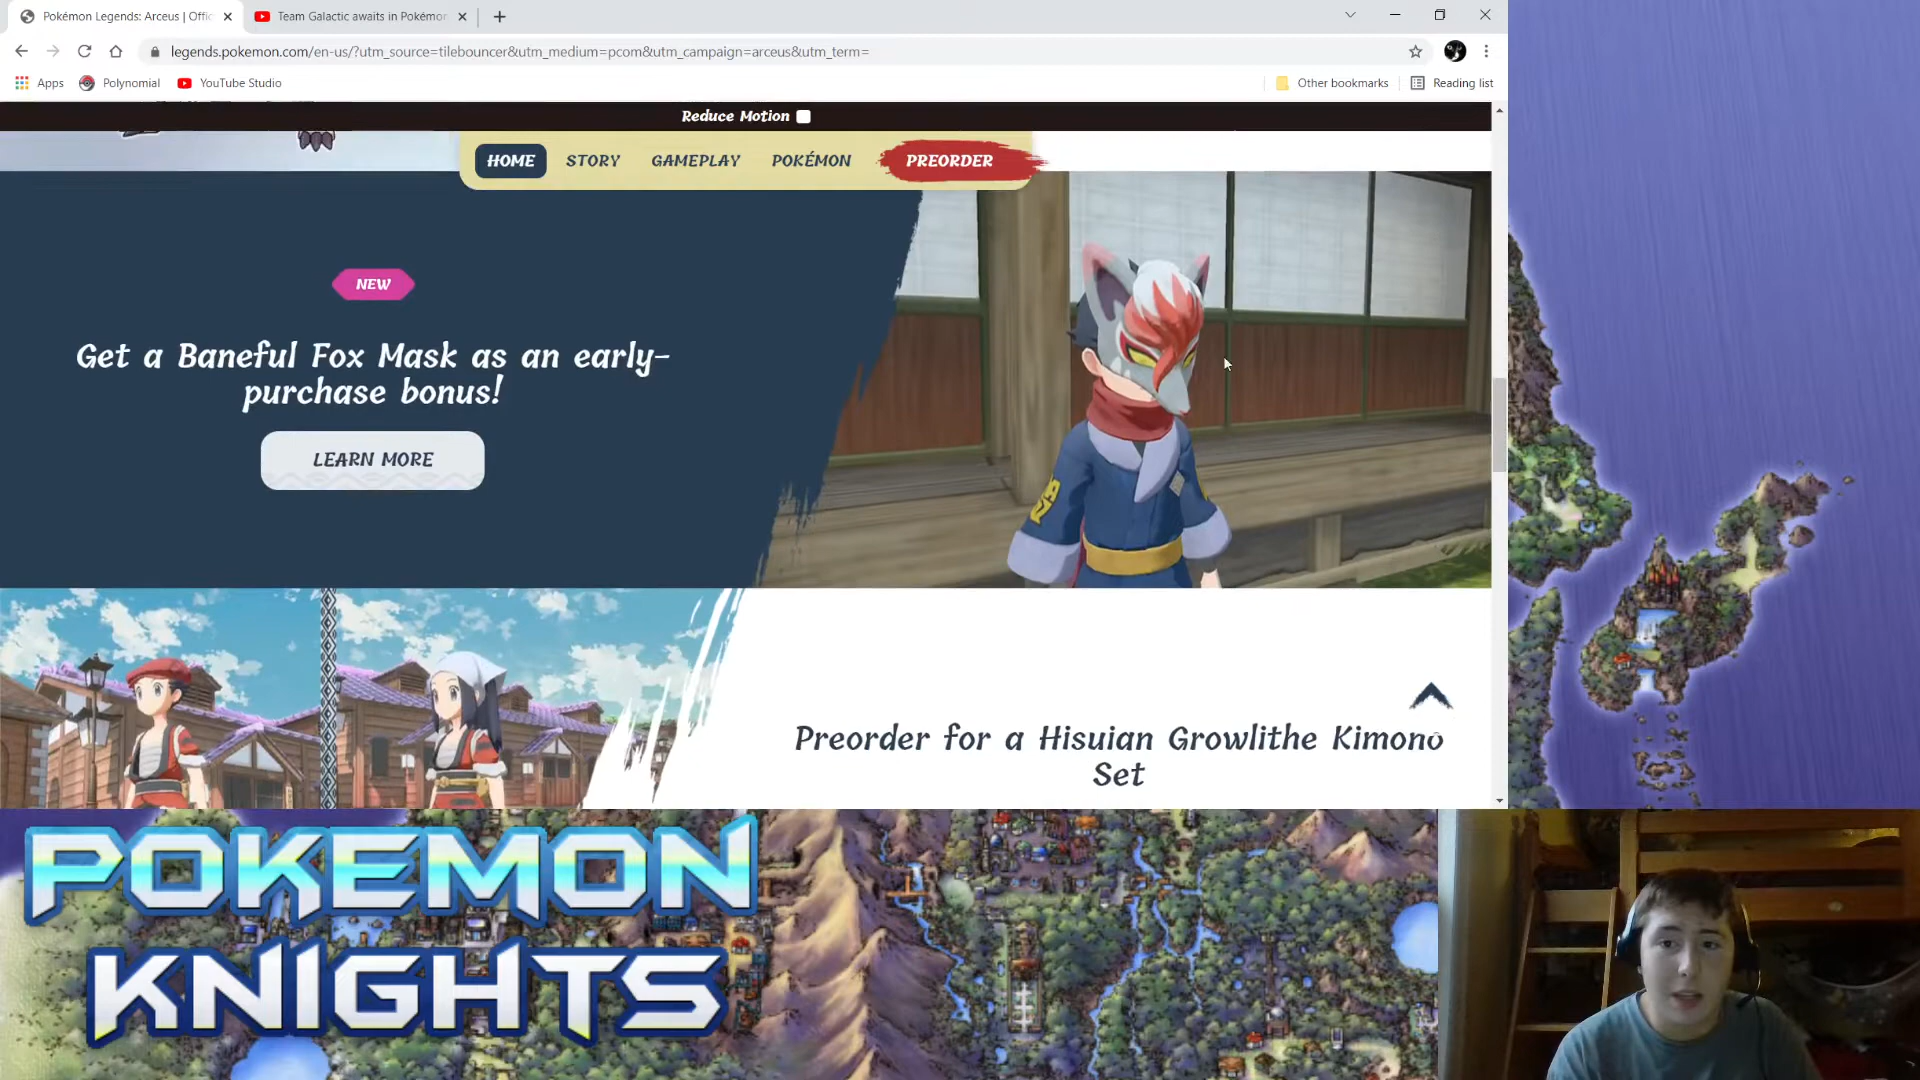 Pokémon Legends: Arceus | Offic
Team Galactic awaits in Pokémon
legends.pokemon.com/en-us/?utm_source=tilebouncer&utm_medium=pcom&utm_campaign=arceus&utm_term=
Apps
Polynomial
YouTube Studio
Other bookmarks
Reading list
Reduce Motion
HOME
STORY
GAMEPLAY
POKÉMON
PREORDER
NEW
Get a Baneful Fox Mask as an early-
purchase bonus!
LEARN MORE
Preorder for a Hisuian Growlithe Kimono
Set
POKEMON
KNIGHTS